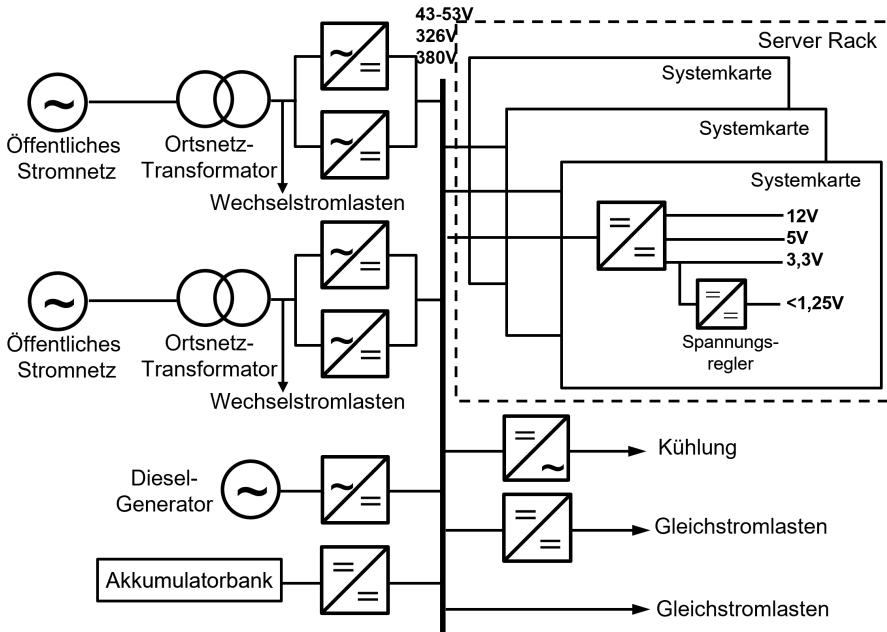 43-53V
326V
380V
Server Rack
Systemkarte
Systemkarte
Systemkarte
12V
5V
3,3V
<1,25V
Spannungs-
regler
Öffentliches
Stromnetz
Ortsnetz-
Transformator
Wechselstromlasten
Öffentliches
Stromnetz
Ortsnetz-
Transformator
Wechselstromlasten
Diesel-
Generator
Akkumulatorbank
Kühlung
Gleichstromlasten
Gleichstromlasten